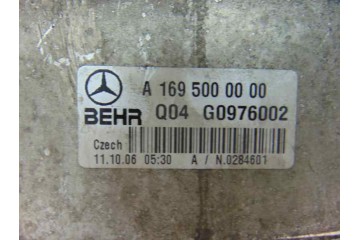 A 169 500 00 00
BEHR Q04 G0976002
Czech
11.10.06 05:30 A / N.0284601